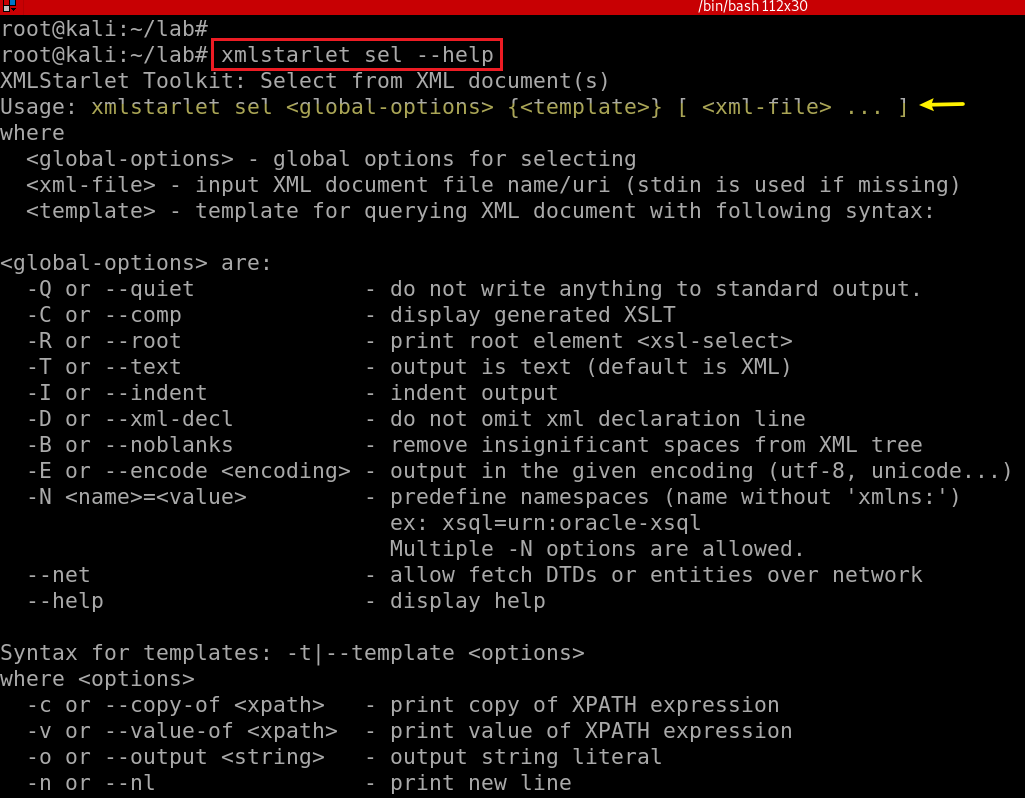 /bin/bash 112x30
root@kali:~/lab#
root@kali:~/lab# xmlstarlet sel --help
XMLStarlet Toolkit: Select from XML document(s)
Usage: xmlstarlet sel <global-options> {<template>} [ <xml-file> ... ]
where
  <global-options> - global options for selecting
  <xml-file> - input XML document file name/uri (stdin is used if missing)
  <template> - template for querying XML document with following syntax:

<global-options> are:
  -Q or --quiet             - do not write anything to standard output.
  -C or --comp              - display generated XSLT
  -R or --root              - print root element <xsl-select>
  -T or --text              - output is text (default is XML)
  -I or --indent            - indent output
  -D or --xml-decl          - do not omit xml declaration line
  -B or --noblanks          - remove insignificant spaces from XML tree
  -E or --encode <encoding> - output in the given encoding (utf-8, unicode...)
  -N <name>=<value>         - predefine namespaces (name without 'xmlns:')
                              ex: xsql=urn:oracle-xsql
                              Multiple -N options are allowed.
  --net                     - allow fetch DTDs or entities over network
  --help                    - display help

Syntax for templates: -t|--template <options>
where <options>
  -c or --copy-of <xpath>   - print copy of XPATH expression
  -v or --value-of <xpath>  - print value of XPATH expression
  -o or --output <string>   - output string literal
  -n or --nl                - print new line